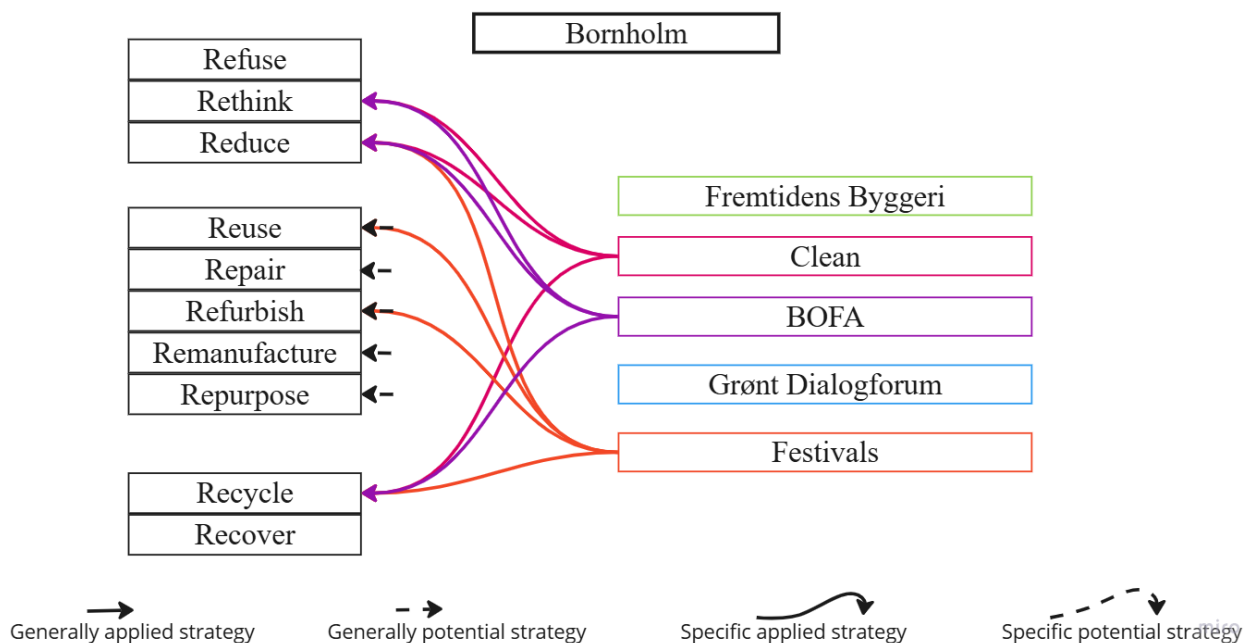 Bornholm
Refuse
Rethink
Reduce
Reuse
Repair
Refurbish
Remanufacture
Repurpose
Recycle
Recover
Fremtidens Byggeri
Clean
BOFA
Grønt Dialogforum
Festivals
Generally applied strategy
Generally potential strategy
Specific applied strategy
Specific potential strategy
miro